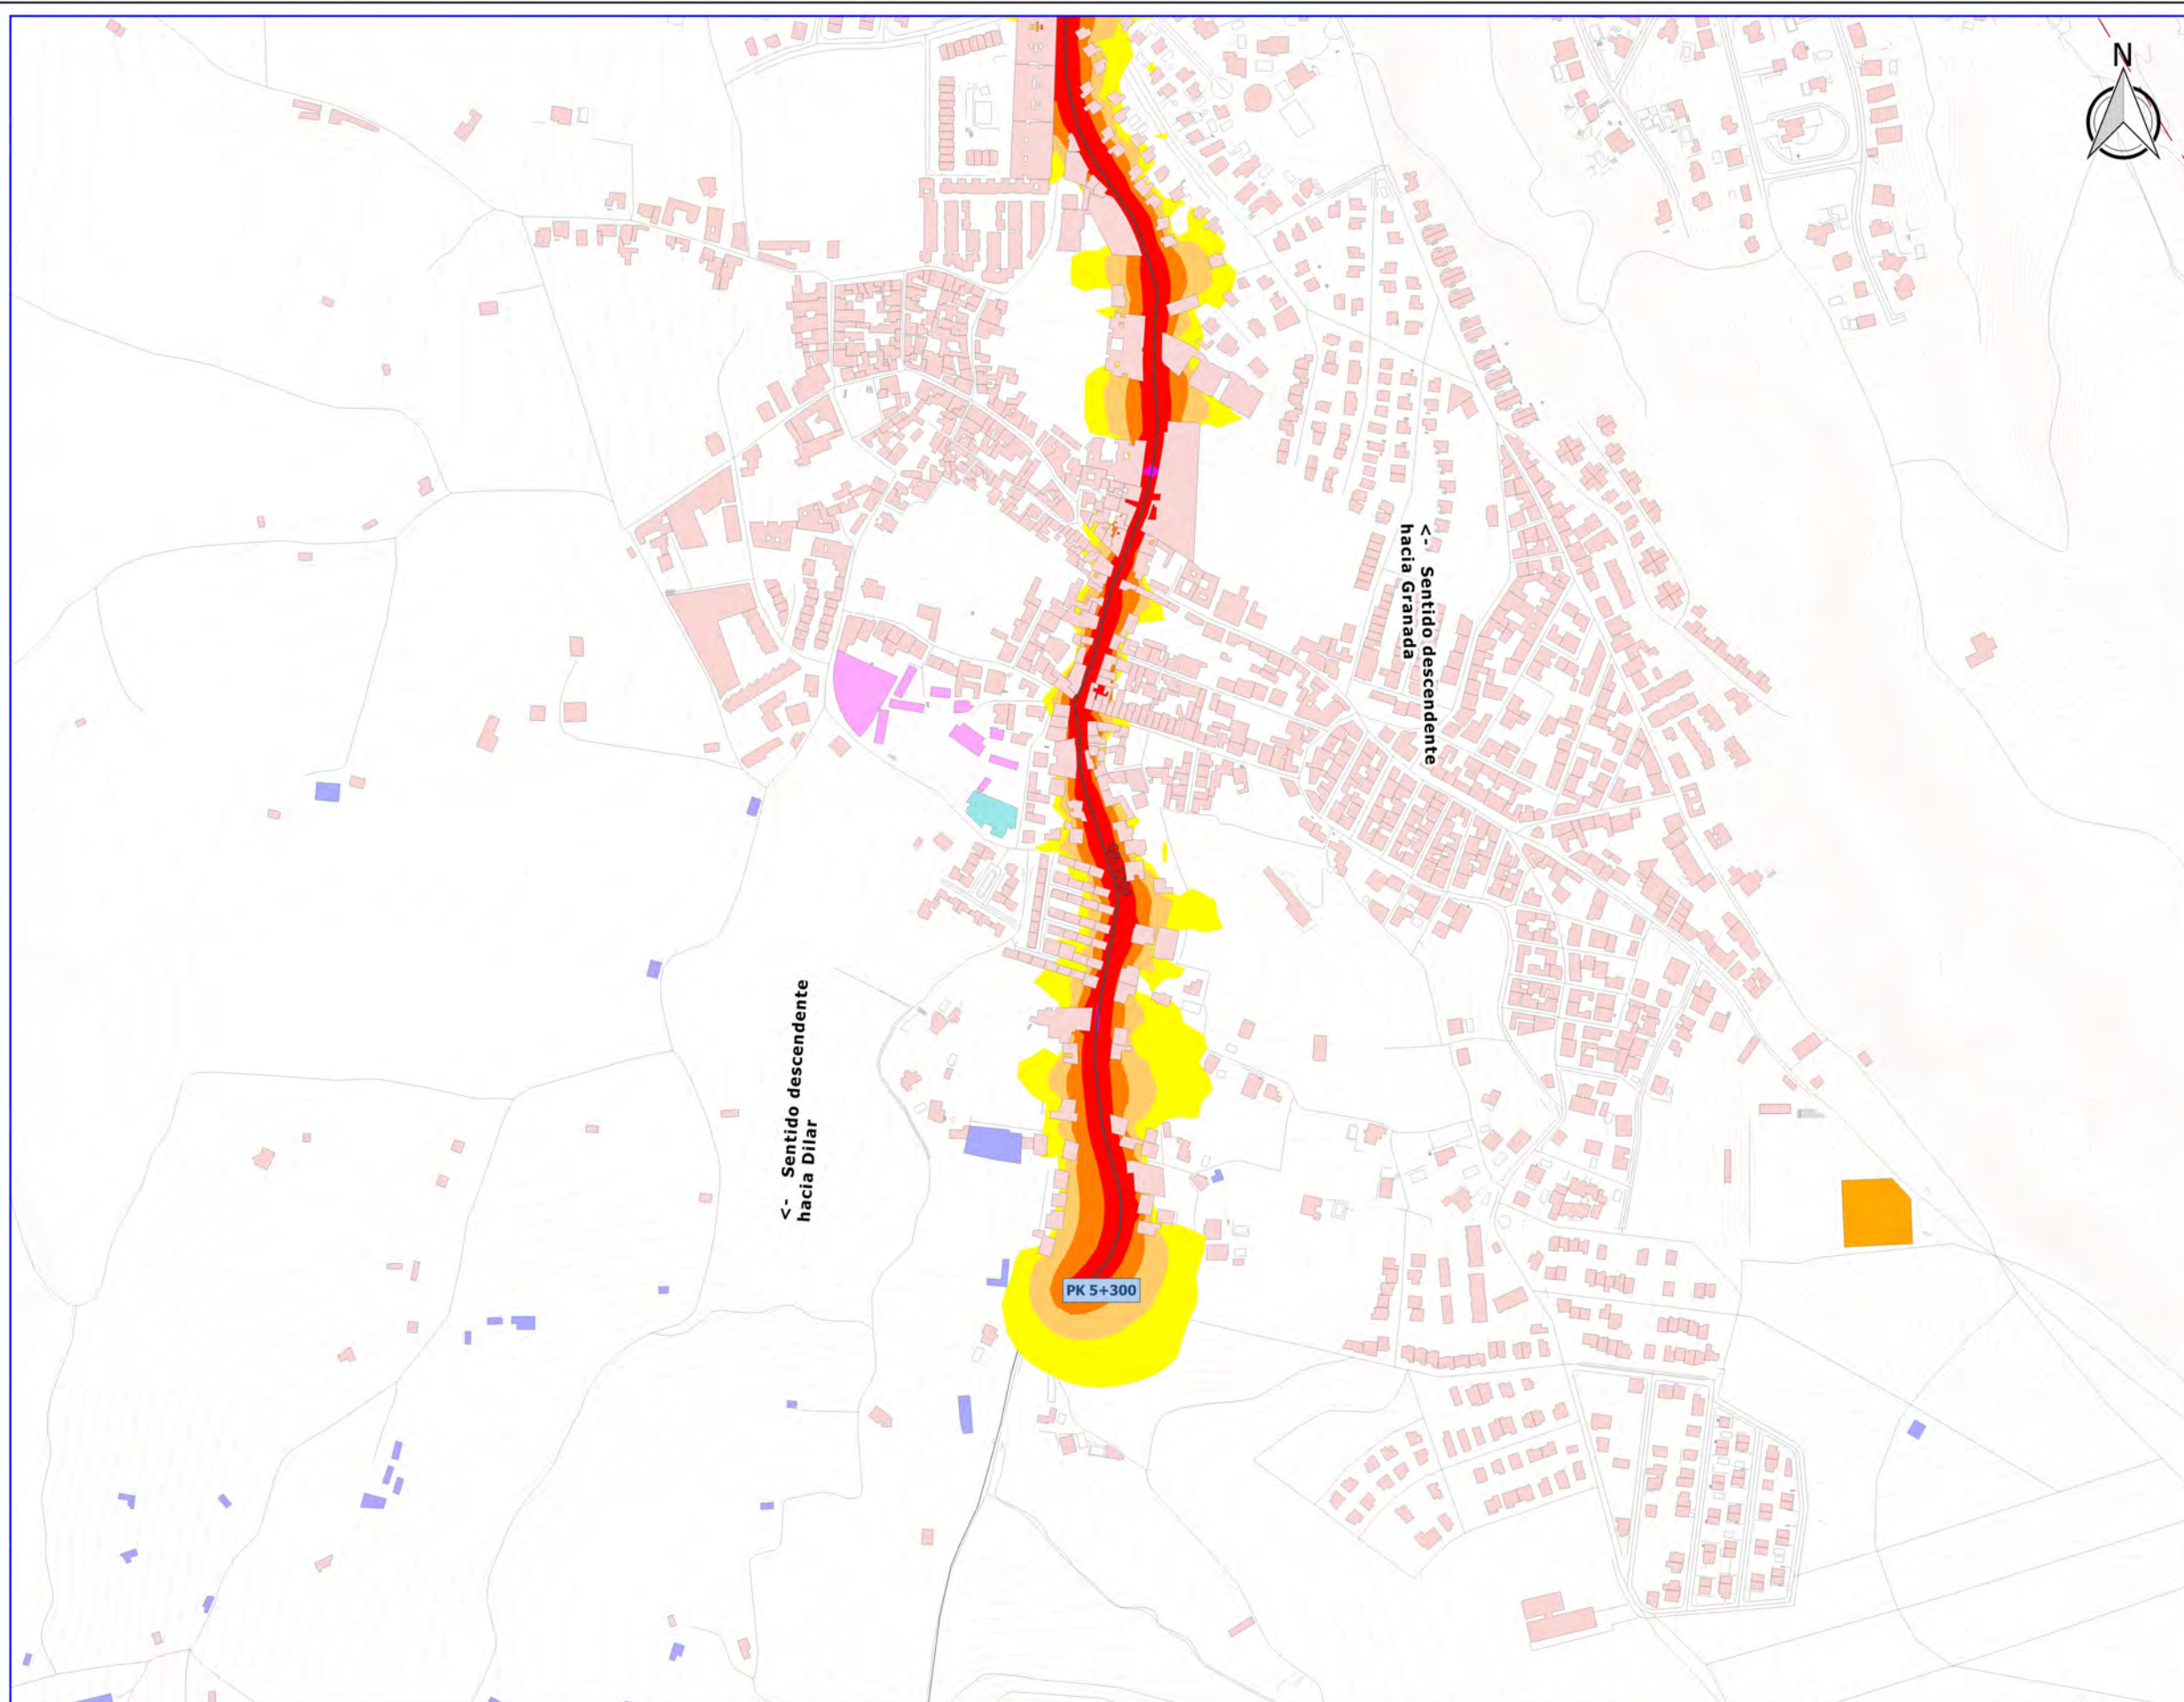 N
<- Sentido descendente
hacia Granada
<- Sentido descendente
hacia Dilar
PK 5+300